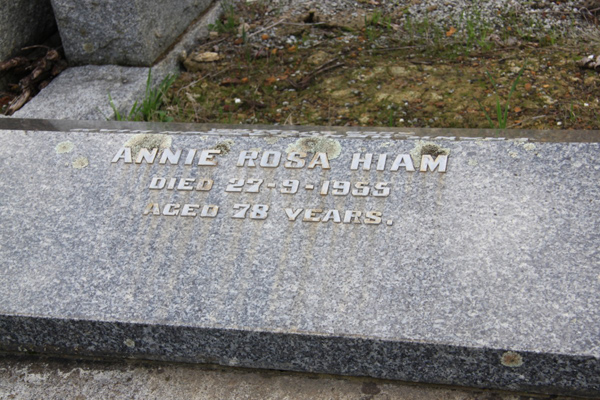 ANNIE ROSA HIAM
DIED 27-9-1955
AGED 78 YEARS.